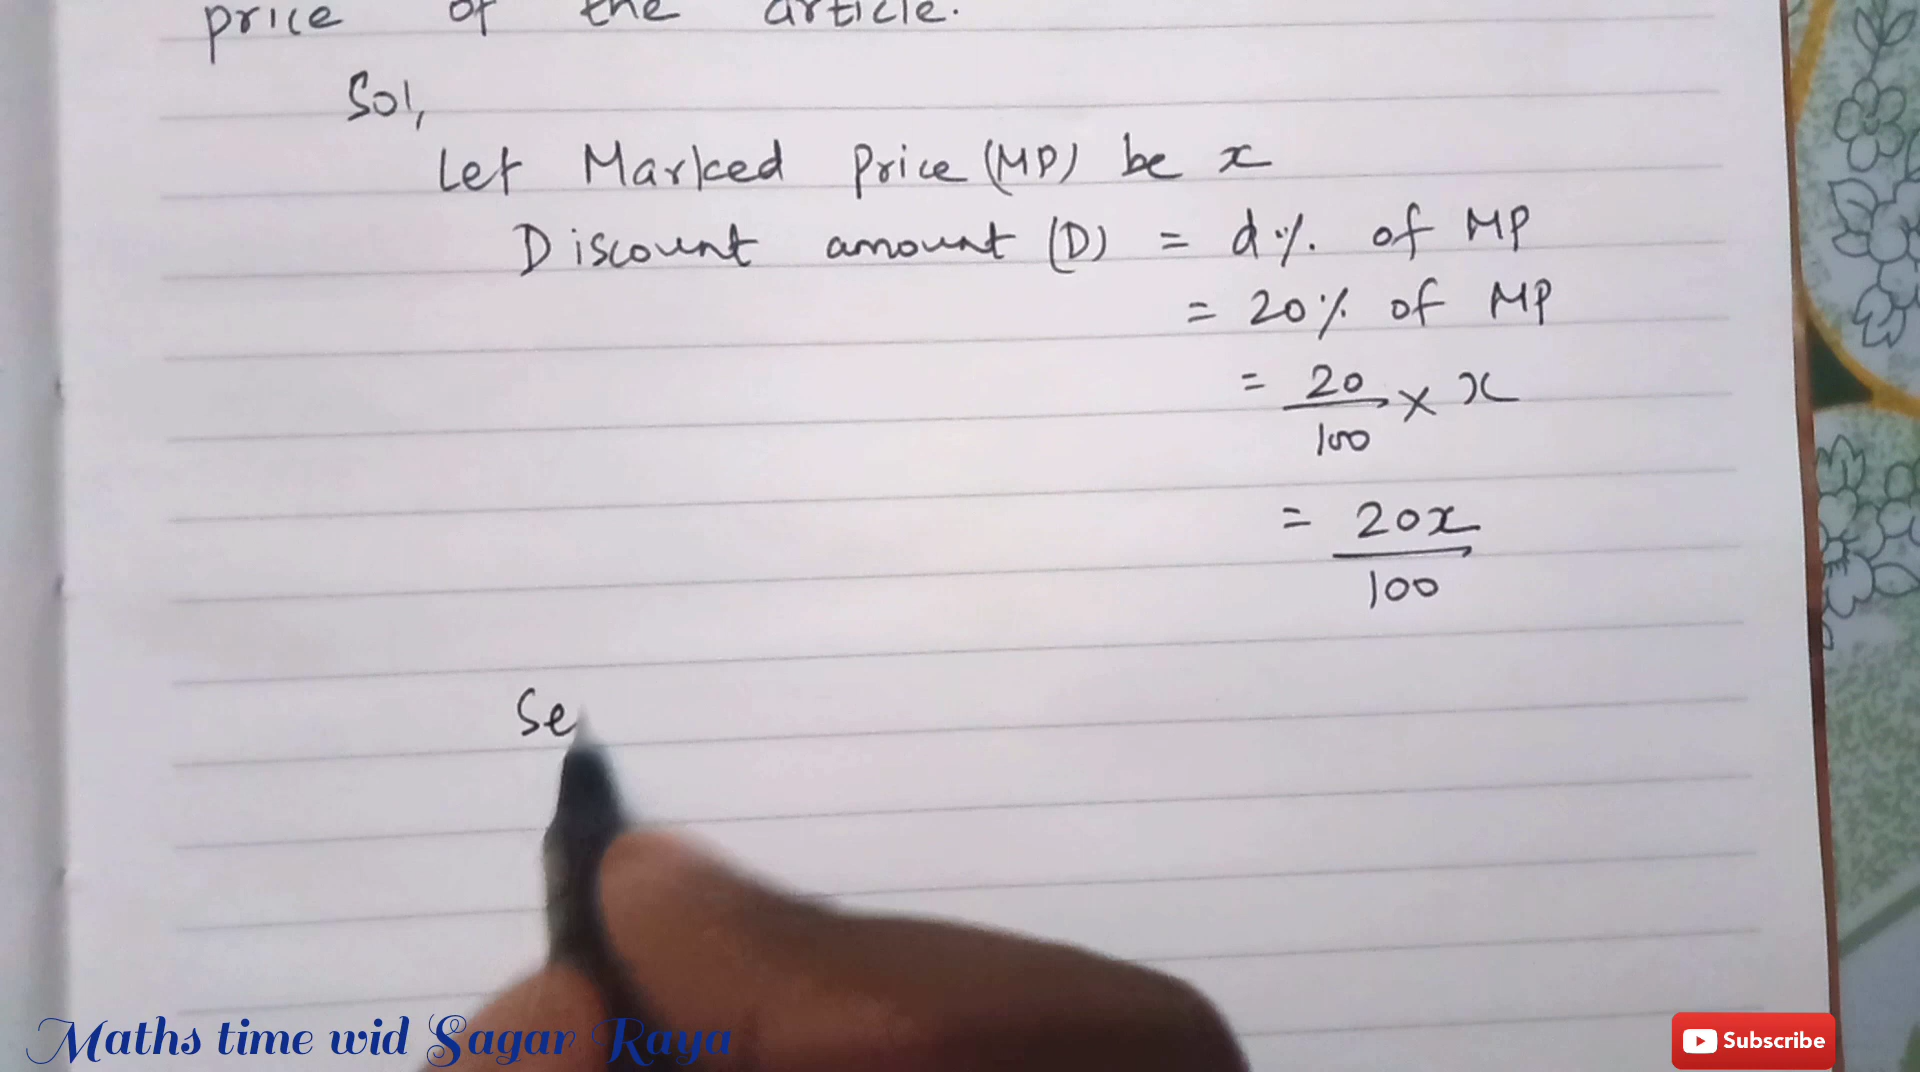 price of the article.
Sol,
Let Marked Price (MP) be x
Discount amount (D) = d% of MP
= 20% of MP
= 20/100 × x
= 20x/100
Se
Maths time wid Sagar Raya
Subscribe